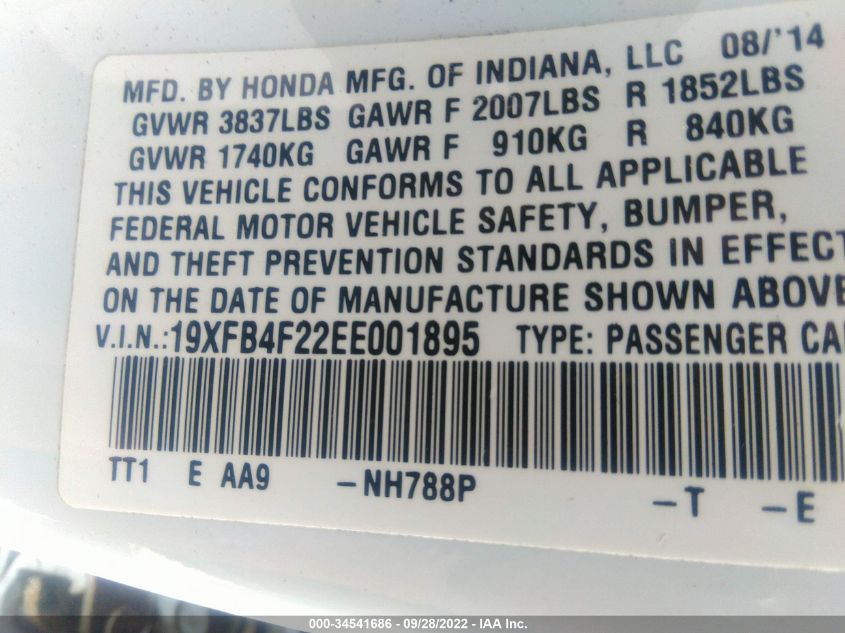 MFD. BY HONDA MFG. OF INDIANA, LLC 08/'14
GVWR 3837LBS GAWR F 2007LBS R 1852LBS
GVWR 1740KG GAWR F 910KG R 840KG
THIS VEHICLE CONFORMS TO ALL APPLICABLE
FEDERAL MOTOR VEHICLE SAFETY, BUMPER,
AND THEFT PREVENTION STANDARDS IN EFFECT
ON THE DATE OF MANUFACTURE SHOWN ABOVE
V.I.N.:19XFB4F22EE001895 TYPE: PASSENGER CA
TT1 E AA9 -NH788P -T -E
000-34541686 - 09/28/2022 - IAA Inc.